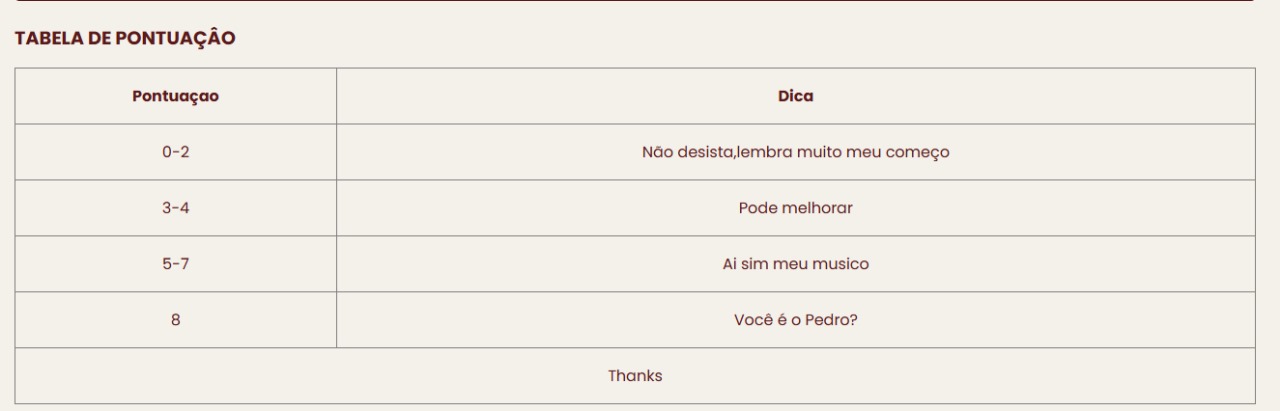 TABELA DE PONTUAÇÂO
Pontuaçao Dica
0-2 Não desista,lembra muito meu começo
3-4 Pode melhorar
5-7 Ai sim meu musico
8 Você é o Pedro?
Thanks